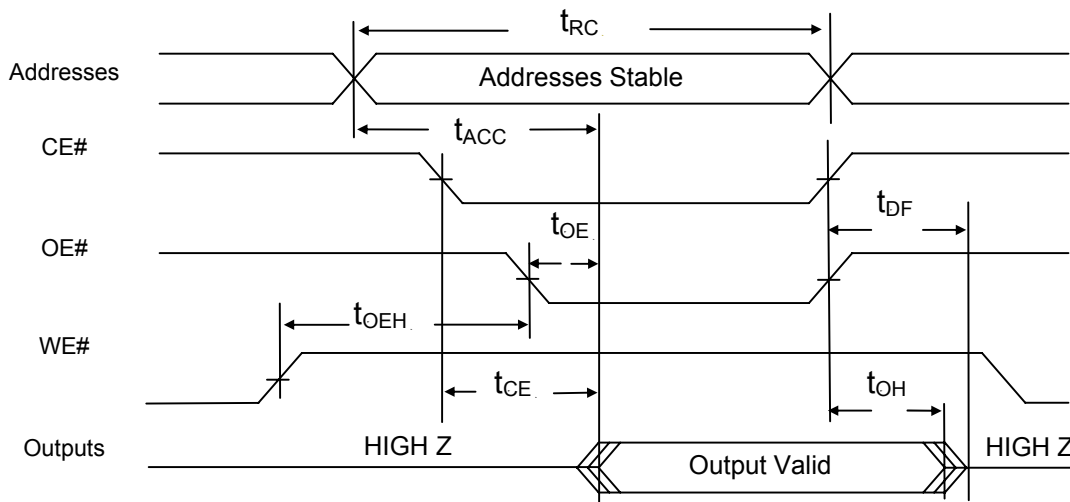 tRC
Addresses
Addresses Stable
tACC
CE#
tDF
tOE
OE#
tOEH
WE#
tCE
tOH
HIGH Z
HIGH Z
Outputs
Output Valid